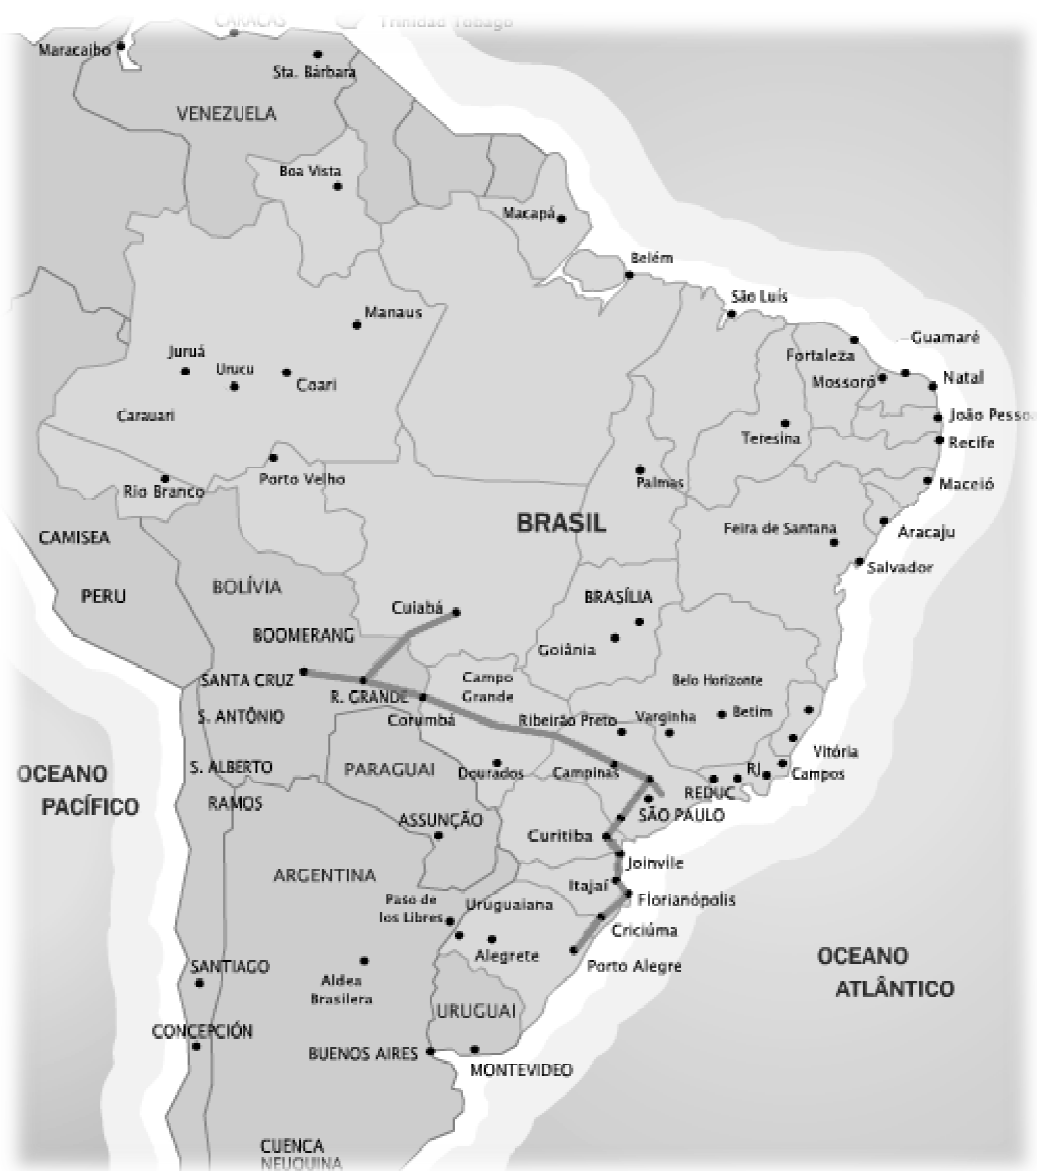 CARACAS
Trinidad Tobago
Maracaibo
Sta. Bárbara
VENEZUELA
Boa Vista
Macapá
Belém
São Luis
Manaus
Guamaré
Juruá
Fortaleza
Urucu
Mossoró
Natal
Coari
Carauari
João Pesso
Teresina
Recife
Porto Velho
Palmas
Rio Branco
Maceió
BRASIL
Feira de Santana
Aracaju
CAMISEA
Salvador
BOLÍVIA
PERU
BRASÍLIA
Cuiabá
BOOMERANG
Goiânia
SANTA CRUZ
Campo
Grande
Belo Horizonte
R. GRANDE
S. ANTÔNIO
Corumbá
Ribeirão Preto
Varginha
Betim
Vitória
OCEANO
PACÍFICO
S. ALBERTO
PARAGUAI
Dourados
Campinas
RJ
Campos
REDUC
RAMOS
SÃO PAULO
ASSUNÇÃO
Curitiba
Joinvile
ARGENTINA
Itajaí
Paso de
los Libres
Uruguaiana
Florianópolis
Criciúma
Alegrete
Porto Alegre
OCEANO
ATLÂNTICO
SANTIAGO
Aldea
Brasilera
URUGUAI
CONCEPCIÓN
BUENOS AIRES
MONTEVIDEO
CUENCA
NEUQUINA